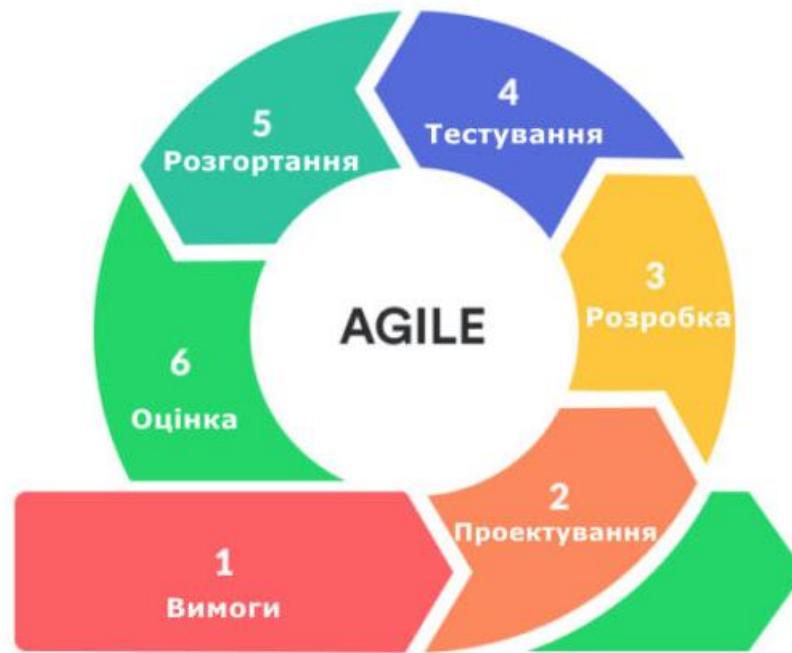 1
Вимоги
2
Проектування
3
Розробка
4
Тестування
5
Розгортання
6
Оцінка
AGILE